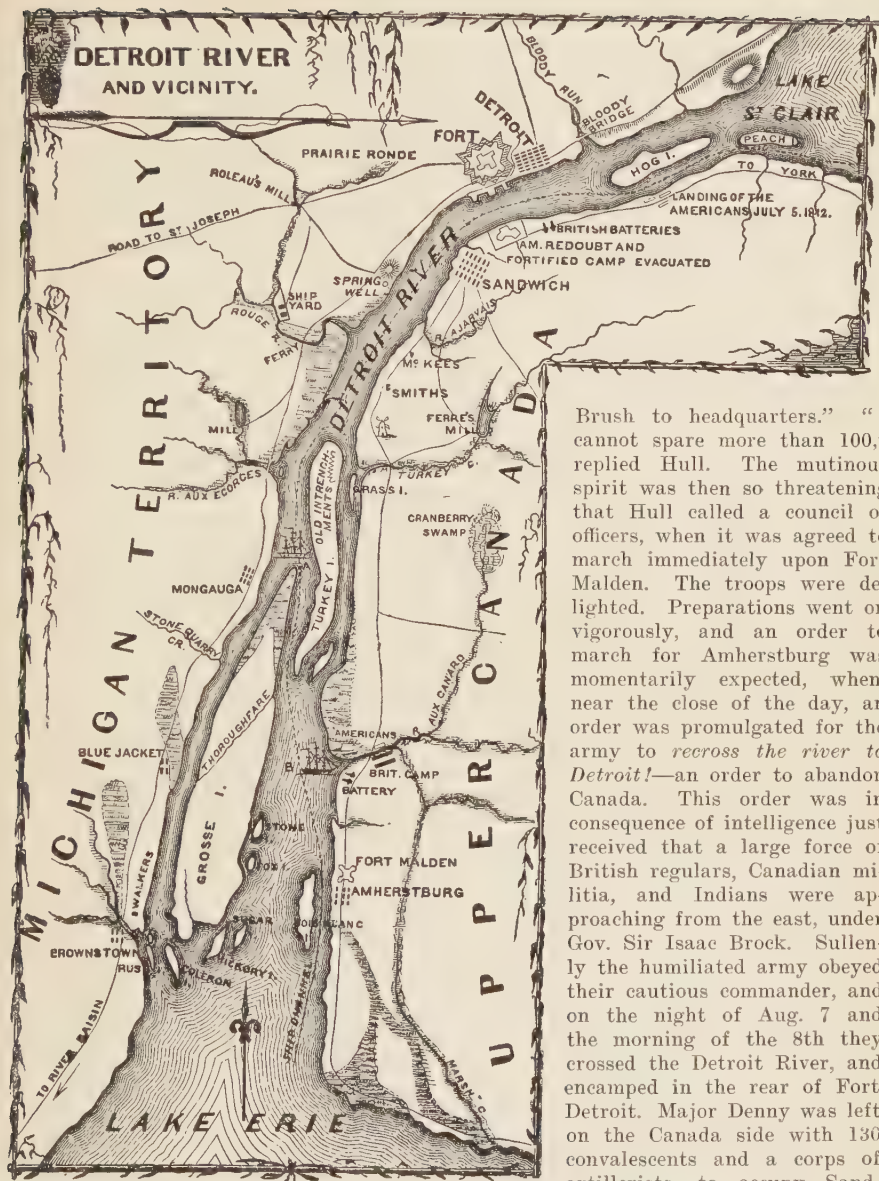 DETROIT RIVER
AND VICINITY.
BLOODY RUN
BLOODY BRIDGE
LAKE
ST CLAIR
PEACH I.
HOG I.
TO YORK
DETROIT
FORT
PRAIRIE RONDE
ROLEAU'S MILL
ROAD TO ST JOSEPH
LANDING OF THE
AMERICANS JULY 5.1812.
BRITISH BATTERIES
AM. REDOUBT AND
FORTIFIED CAMP EVACUATED
SANDWICH
SPRING
WELL
SHIP
YARD
ROUGE R.
FERRY
DETROIT RIVER
R. AJARVAIS
Mc KEES
SMITHS
FERRE'S
MILL
MILL
R. AUX ECORCES
OLD INTRENCH-
MENTS
TURKEY I.
GRASS I.
TURKEY C.
CRANBERRY
SWAMP
MONGAUGA
A
STONE QUARRY
CR.
THOROUGHFARE
AUX CANARD
AMERICANS
B
BRIT. CAMP
BATTERY
BLUE JACKET
GROSSE I.
STONE
FOX I.
FORT MALDEN
AMHERSTBURG
WALKERS
SUGAR
BOIS BLANC
BROWNSTOWN
HICKORY I.
CELERON
SHIP CHANNEL
TO RIVER RAISIN
MARSH C.
LAKE ERIE
MICHIGAN TERRITORY
UPPER CANADA
Brush to headquarters.” “
cannot spare more than 100,
replied Hull. The mutinou
spirit was then so threatening
that Hull called a council o
officers, when it was agreed t
march immediately upon For
Malden. The troops were de
lighted. Preparations went on
vigorously, and an order t
march for Amherstburg wa
momentarily expected, when
near the close of the day, an
order was promulgated for the
army to recross the river to
Detroit!—an order to abandon
Canada. This order was in
consequence of intelligence just
received that a large force of
British regulars, Canadian mi
litia, and Indians were ap
proaching from the east, under
Gov. Sir Isaac Brock. Sullen-
ly the humiliated army obeyed
their cautious commander, and
on the night of Aug. 7 and
the morning of the 8th they
crossed the Detroit River, and
encamped in the rear of Fort
Detroit. Major Denny was left
on the Canada side with 130
convalescents and a corps of